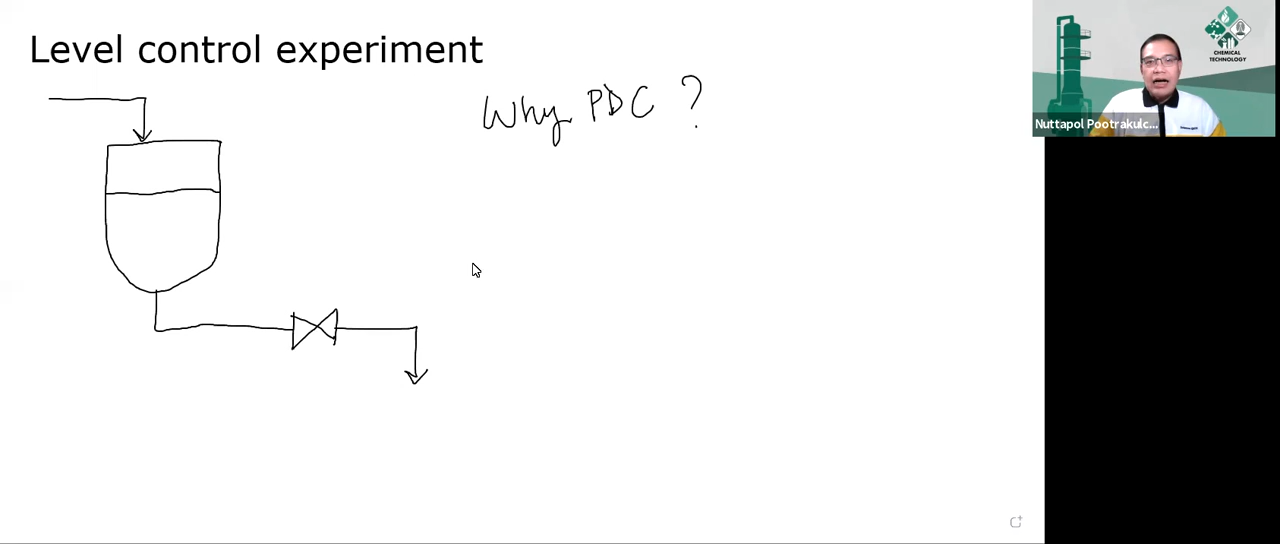 Level control experiment
Why PDC ?
CHEMICAL
TECHNOLOGY
Nuttapol Pootrakulc...